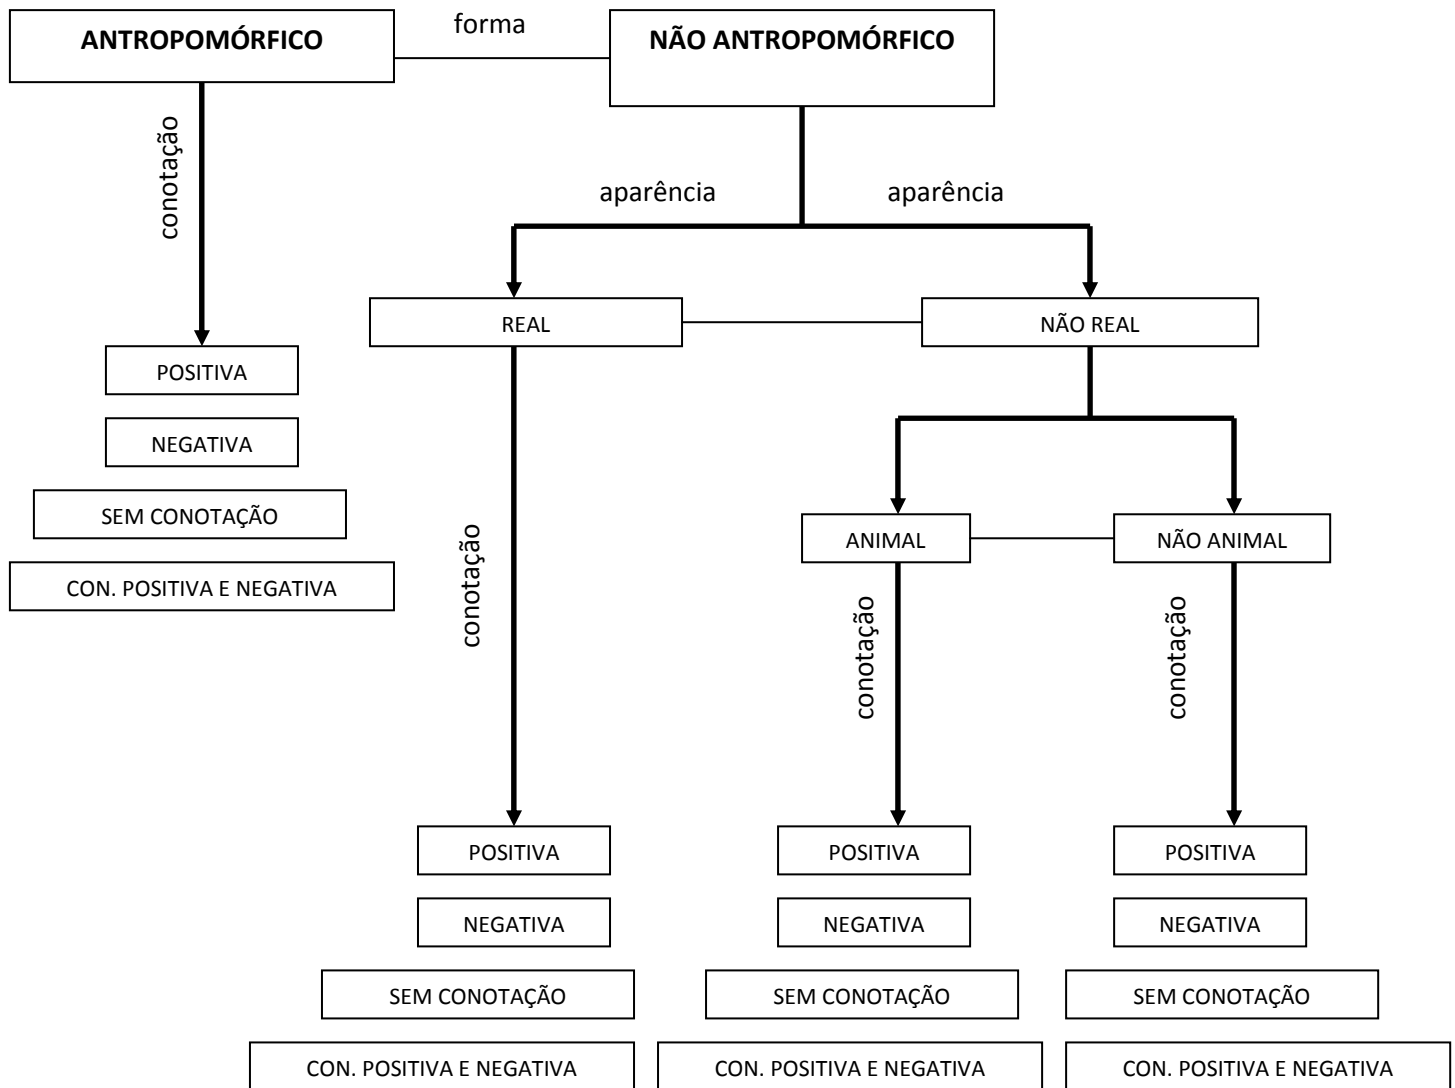 ANTROPOMÓRFICO
forma
NÃO ANTROPOMÓRFICO
conotação
aparência
aparência
REAL
NÃO REAL
POSITIVA
NEGATIVA
SEM CONOTAÇÃO
CON. POSITIVA E NEGATIVA
ANIMAL
NÃO ANIMAL
conotação
conotação
conotação
POSITIVA
NEGATIVA
SEM CONOTAÇÃO
CON. POSITIVA E NEGATIVA
POSITIVA
NEGATIVA
SEM CONOTAÇÃO
CON. POSITIVA E NEGATIVA
POSITIVA
NEGATIVA
SEM CONOTAÇÃO
CON. POSITIVA E NEGATIVA